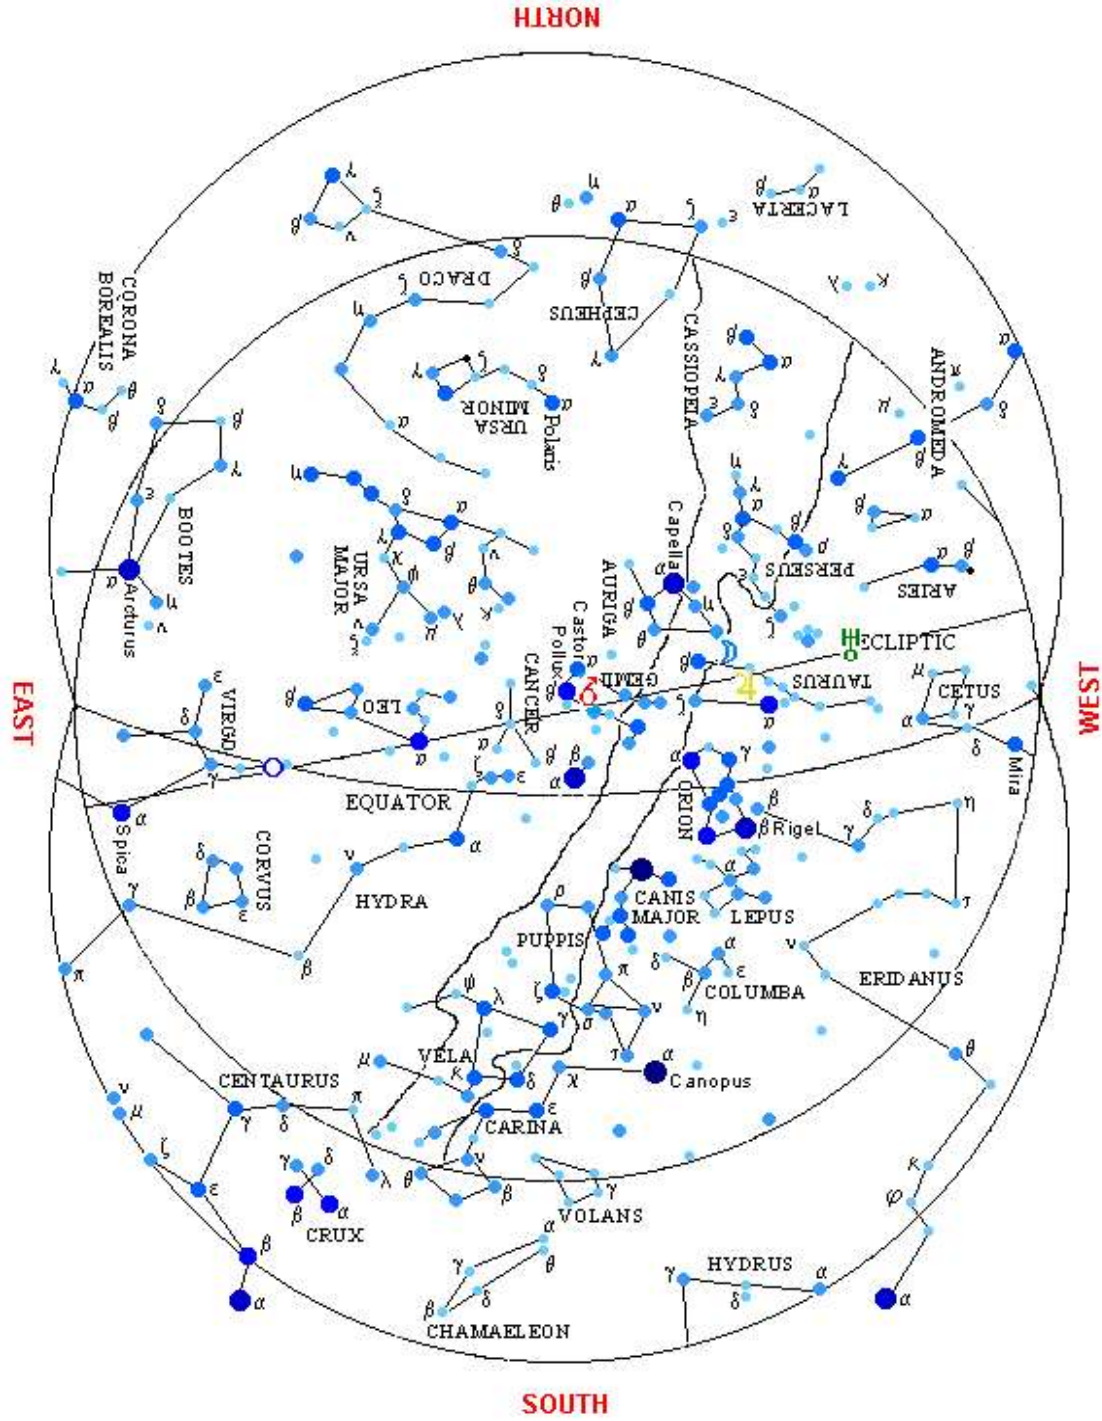 NORTH
γ
ξ
β
ν
η
θ
α
ζ
ε
β
α
LACERTA
δ
DRACO
ζ
η
β
CEPHEUS
γ
λ
κ
CORONA
BOREALIS
CASSIOPEIA
β
α
γ
δ
ε
ANDROMEDA
α
π
δ
μ
β
γ
γ
α
β
θ
γ
ζ
δ
α
URSA
MINOR
Polaris
α
δ
β
γ
ε
BOOTES
α
Arcturus
η
ν
η
δ
α
γ
β
χ
ψ
ν
θ
κ
λ
μ
ξ
URSA
MAJOR
Capella
α
AURIGA
β
η
θ
η
γ
α
β
ρ
δ
ε
PERSEUS
ζ
α
α
β
ARIES
ECLIPTIC
Castor
Pollux
α
β
GEMINI
CANCER
δ
α
β
β
ζ
TAURUS
α
μ
CETUS
α
γ
δ
Mira
EAST
WEST
ε
VIRGO
δ
γ
β
LEO
α
ζ
ε
β
α
α
γ
ORION
EQUATOR
α
Spica
β
Rigel
β
γ
δ
η
CORVUS
δ
β
ε
ν
α
HYDRA
γ
β
π
α
CANIS
MAJOR
LEPUS
τ
ρ
PUPPIS
ν
ERIDANUS
π
δ
α
β
ε
COLUMBA
η
ψ
λ
ζ
γ
σ
ν
τ
α
Canopus
θ
μ
VELA
κ
δ
χ
CENTAURUS
ν
μ
γ
δ
π
ε
CARINA
ζ
ε
γ
δ
λ
θ
υ
β
κ
φ
β
α
CRUX
γ
VOLANS
β
α
α
γ
θ
δ
β
CHAMAELEON
HYDRUS
γ
δ
α
α
SOUTH